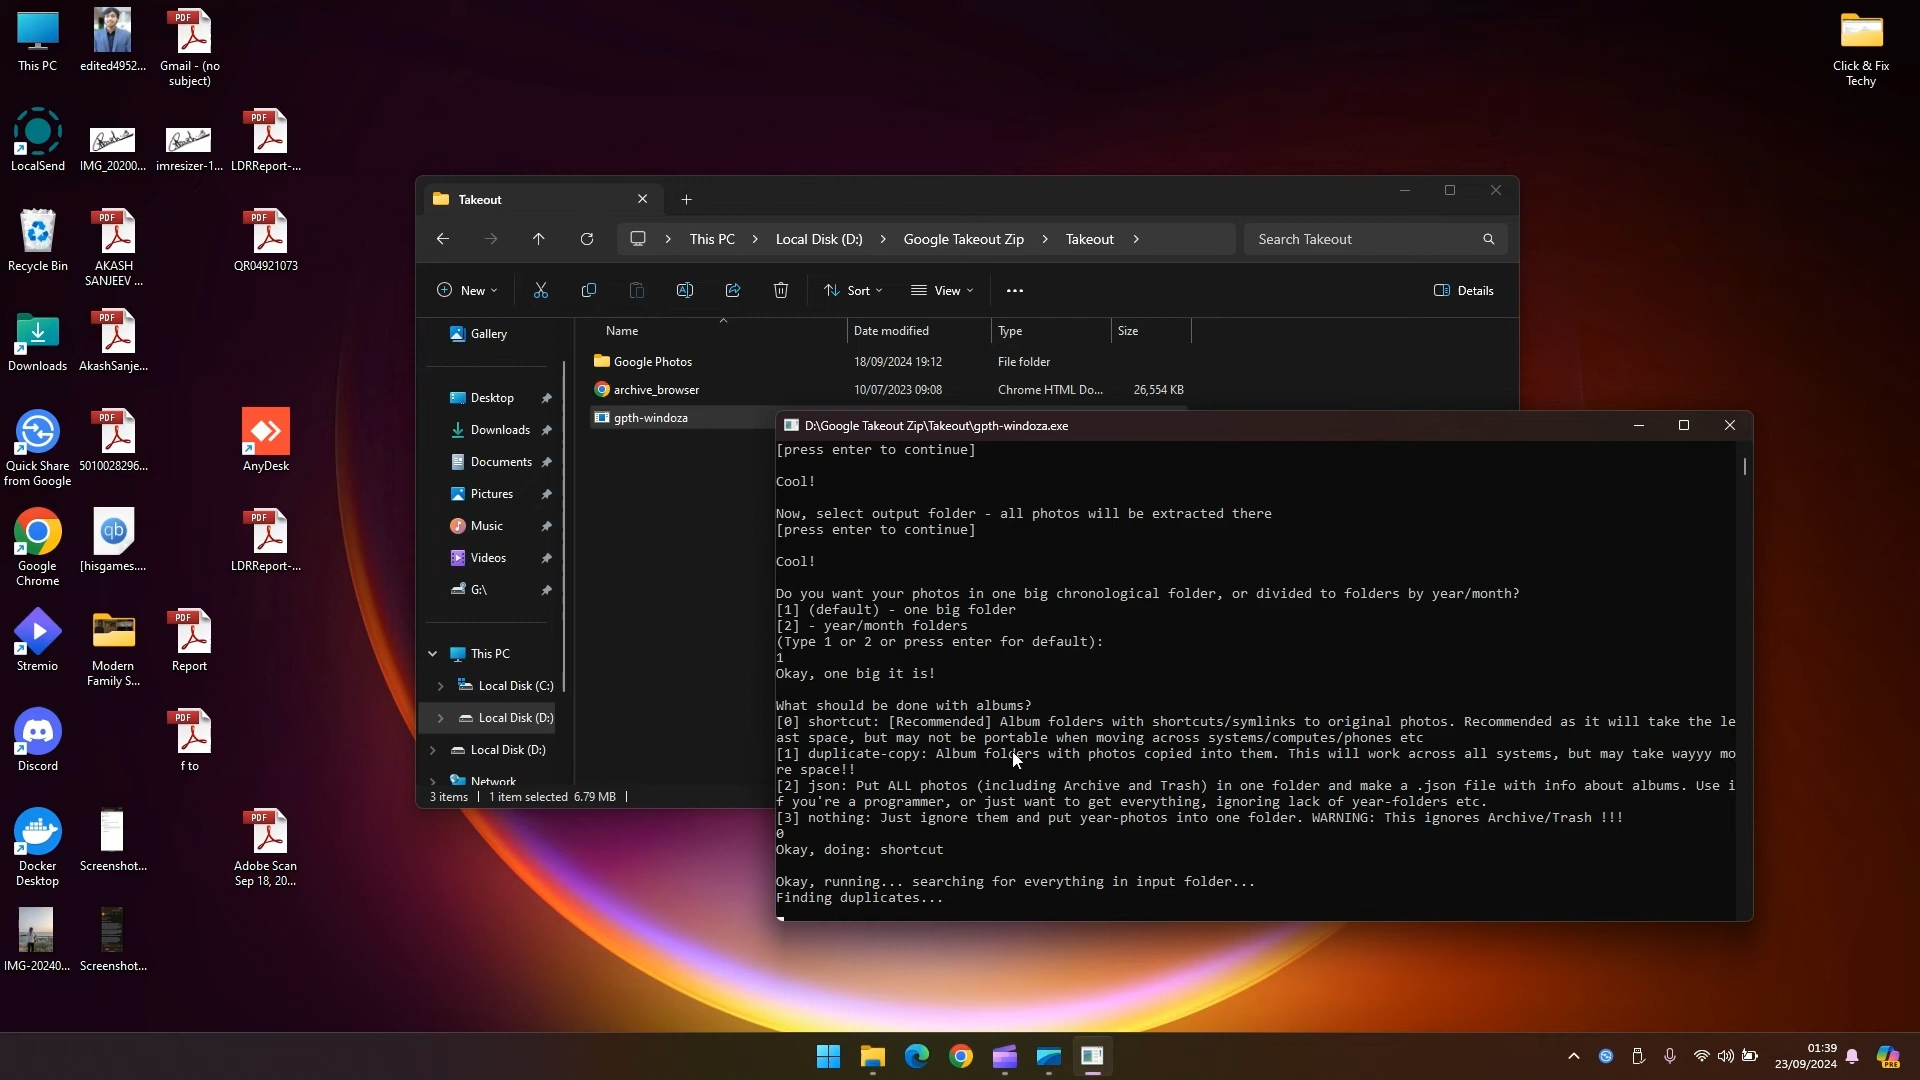 This PC
edited4952...
Gmail - (no
subject)
Click & Fix
Techy
LocalSend
IMG_20200...
imresizer-1...
LDRReport-...
Recycle Bin
AKASH
SANJEEV ...
QR04921073
Downloads
AkashSanje...
Quick Share
from Google
5010028296...
AnyDesk
Google
Chrome
[hisgames....
LDRReport-...
Stremio
Modern
Family S...
Report
Discord
f to
Docker
Desktop
Screenshot...
Adobe Scan
Sep 18, 20...
IMG-20240...
Screenshot...
Takeout
This PC
Local Disk (D:)
Google Takeout Zip
Takeout
Search Takeout
New
Sort
View
Details
Gallery
Desktop
Downloads
Documents
Pictures
Music
Videos
G:\
This PC
Local Disk (C:)
Local Disk (D:)
Local Disk (D:)
Network
Name Date modified Type Size
Google Photos 18/09/2024 19:12 File folder
archive_browser 10/07/2023 09:08 Chrome HTML Do... 26,554 KB
gpth-windoza
3 items 1 item selected 6.79 MB
D:\Google Takeout Zip\Takeout\gpth-windoza.exe
[press enter to continue]
Cool!
Now, select output folder - all photos will be extracted there
[press enter to continue]
Cool!
Do you want your photos in one big chronological folder, or divided to folders by year/month?
[1] (default) - one big folder
[2] - year/month folders
(Type 1 or 2 or press enter for default):
1
Okay, one big it is!
What should be done with albums?
[0] shortcut: [Recommended] Album folders with shortcuts/symlinks to original photos. Recommended as it will take the le
ast space, but may not be portable when moving across systems/computes/phones etc
[1] duplicate-copy: Album folders with photos copied into them. This will work across all systems, but may take wayyy mo
re space!!
[2] json: Put ALL photos (including Archive and Trash) in one folder and make a .json file with info about albums. Use i
f you're a programmer, or just want to get everything, ignoring lack of year-folders etc.
[3] nothing: Just ignore them and put year-photos into one folder. WARNING: This ignores Archive/Trash !!!
0
Okay, doing: shortcut
Okay, running... searching for everything in input folder...
Finding duplicates...
01:39
23/09/2024